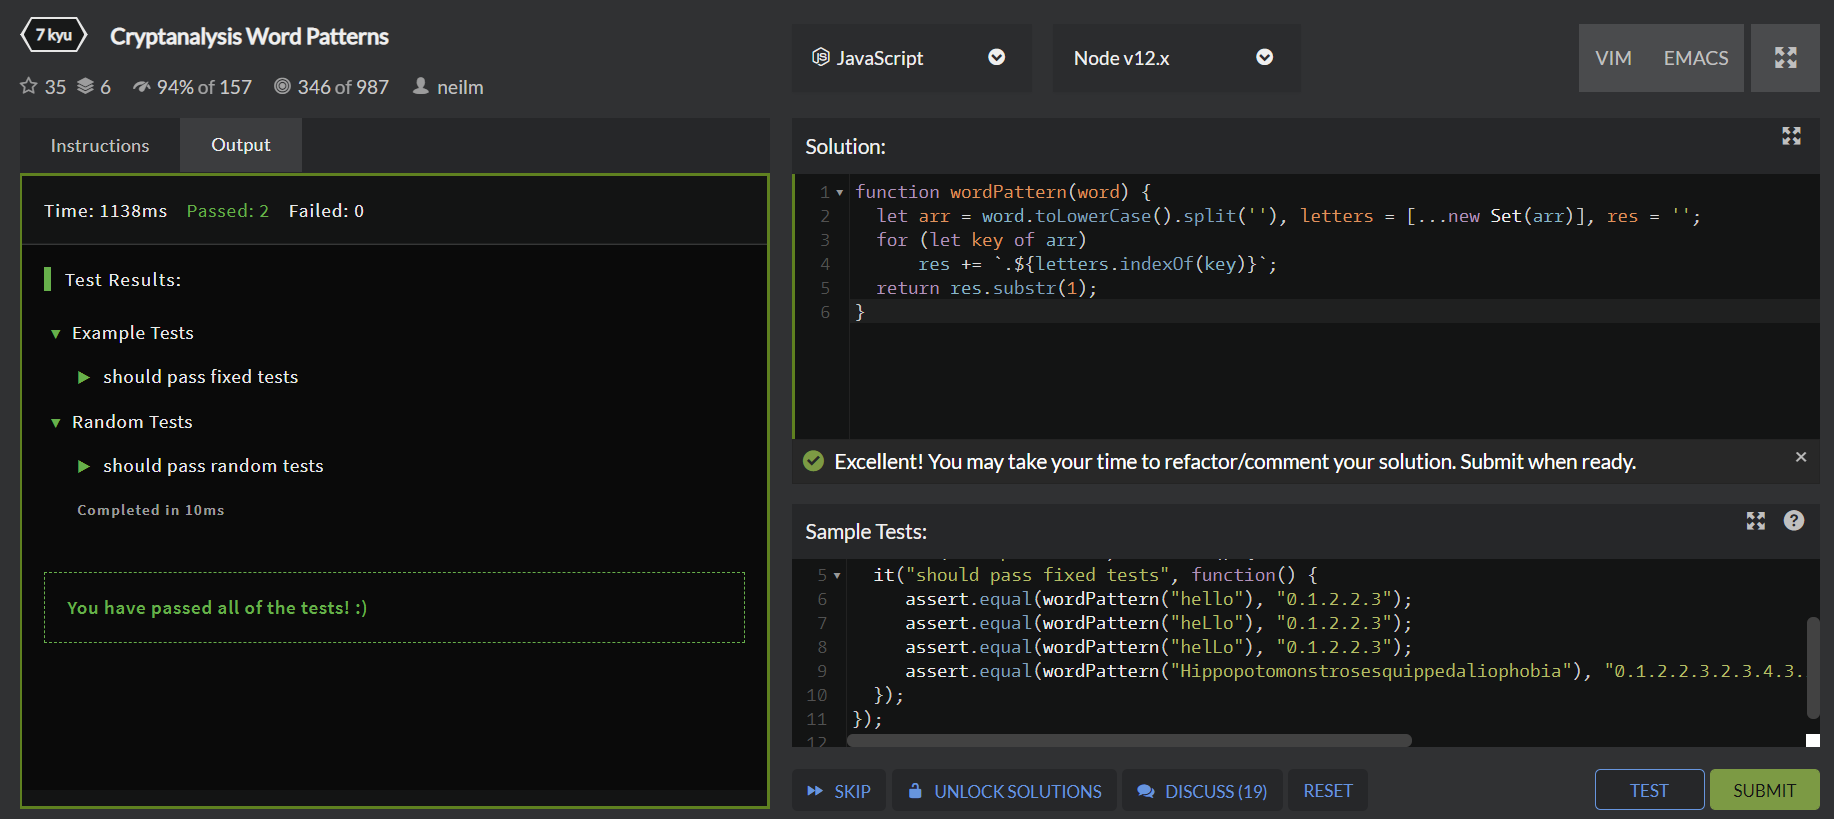 7 kyu
Cryptanalysis Word Patterns
35 6 94% of 157 346 of 987 neilm
JavaScript
Node v12.x
VIM EMACS
Instructions
Output
Time: 1138ms Passed: 2 Failed: 0
Test Results:
Example Tests
should pass fixed tests
Random Tests
should pass random tests
Completed in 10ms
You have passed all of the tests! :)
Solution:
1 function wordPattern(word) {
2 let arr = word.toLowerCase().split(''), letters = [...new Set(arr)], res = '';
3 for (let key of arr)
4 res += `.${letters.indexOf(key)}`;
5 return res.substr(1);
6 }
Excellent! You may take your time to refactor/comment your solution. Submit when ready.
×
Sample Tests:
?
5 it("should pass fixed tests", function() {
6 assert.equal(wordPattern("hello"), "0.1.2.2.3");
7 assert.equal(wordPattern("heLlo"), "0.1.2.2.3");
8 assert.equal(wordPattern("helLo"), "0.1.2.2.3");
9 assert.equal(wordPattern("Hippopotomonstrosesquippedaliophobia"), "0.1.2.2.3.2.3.4.3.
10 });
11 });
12
SKIP
UNLOCK SOLUTIONS
DISCUSS (19)
RESET
TEST
SUBMIT